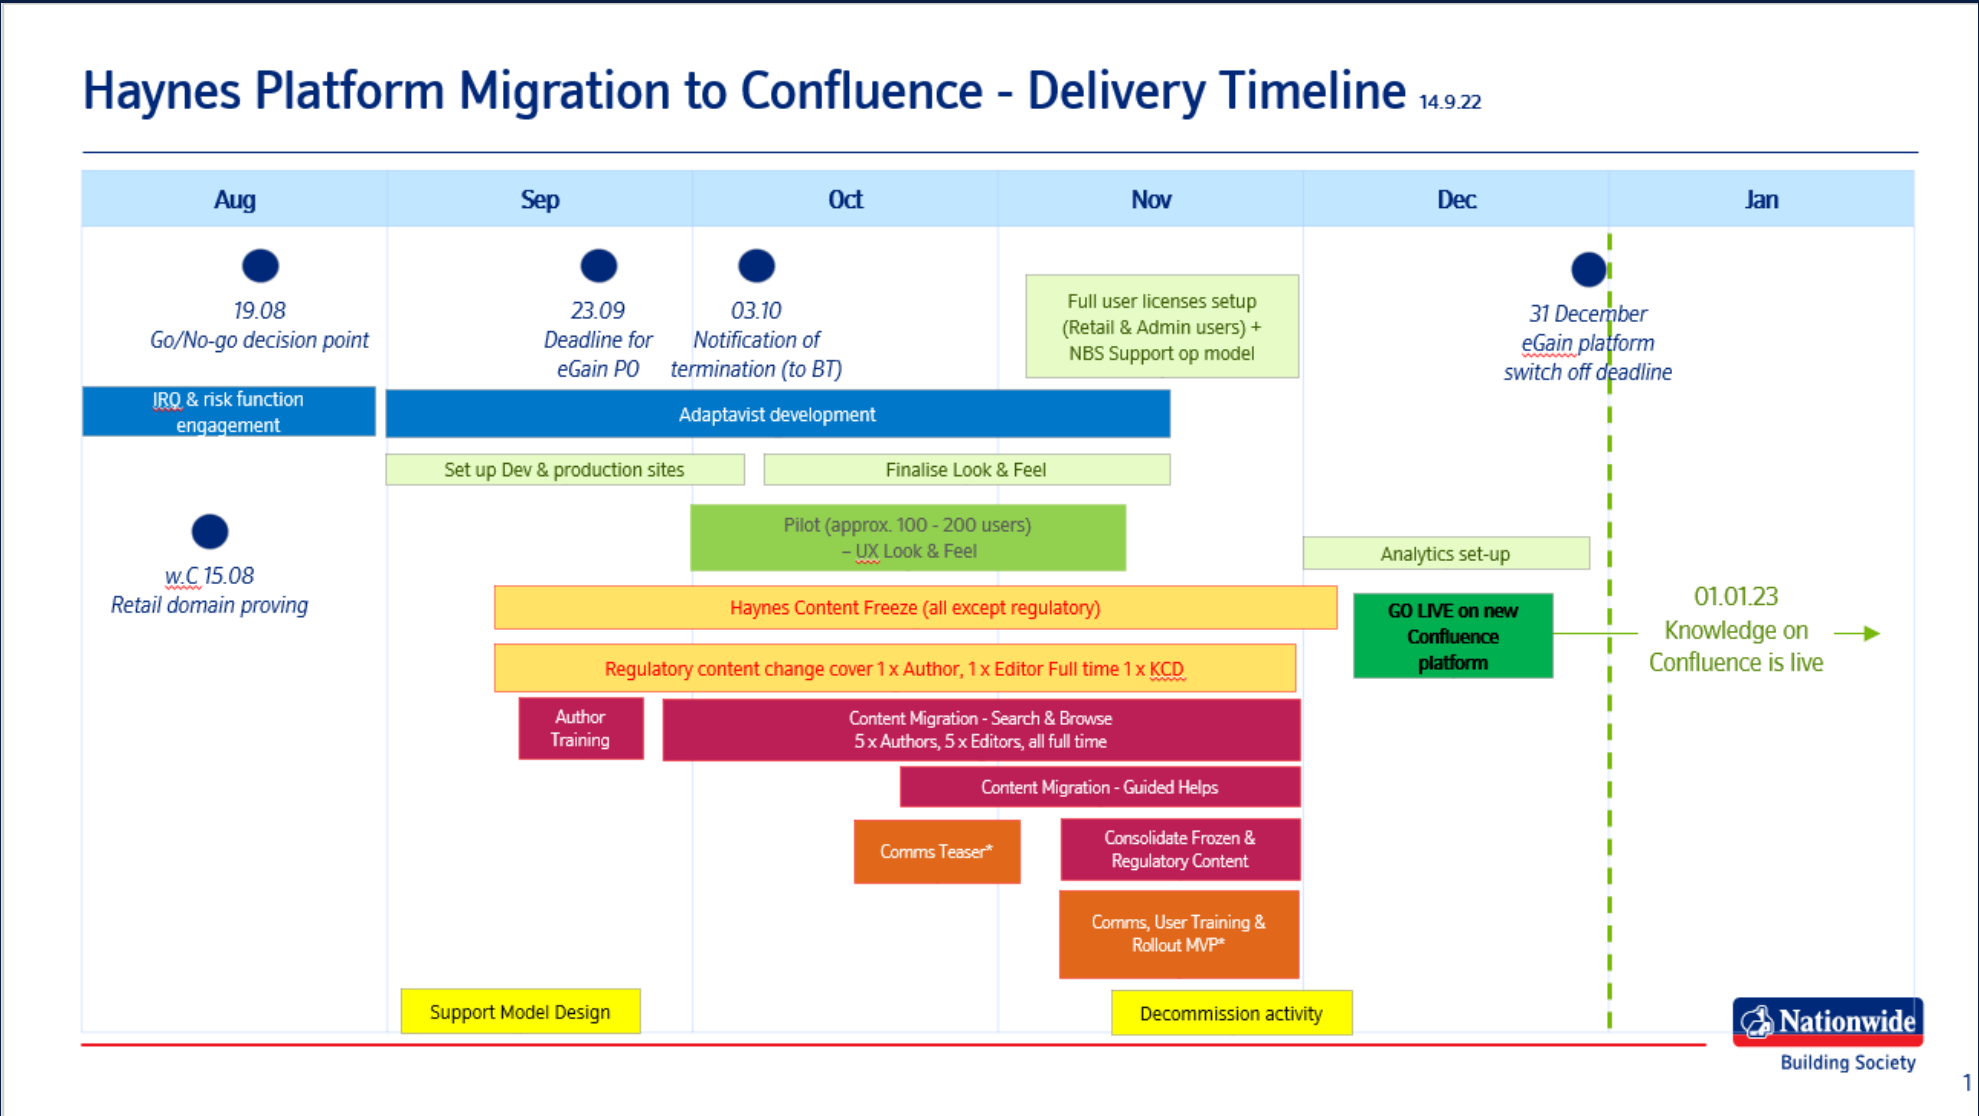 Haynes Platform Migration to Confluence - Delivery Timeline 14.9.22
Aug
Sep
Oct
Nov
Dec
Jan
19.08
Go/No-go decision point
23.09
Deadline for
eGain PO
03.10
Notification of
termination (to BT)
Full user licenses setup
(Retail & Admin users) +
NBS Support op model
31 December
eGain platform
switch off deadline
IRQ & risk function
engagement
Adaptavist development
Set up Dev & production sites
Finalise Look & Feel
w.C 15.08
Retail domain proving
Pilot (approx. 100 - 200 users)
– UX Look & Feel
Analytics set-up
Haynes Content Freeze (all except regulatory)
GO LIVE on new
Confluence
platform
01.01.23
Knowledge on
Confluence is live
Regulatory content change cover 1 x Author, 1 x Editor Full time 1 x KCD
Author
Training
Content Migration - Search & Browse
5 x Authors, 5 x Editors, all full time
Content Migration - Guided Helps
Comms Teaser*
Consolidate Frozen &
Regulatory Content
Comms, User Training &
Rollout MVP*
Support Model Design
Decommission activity
Nationwide
Building Society
1